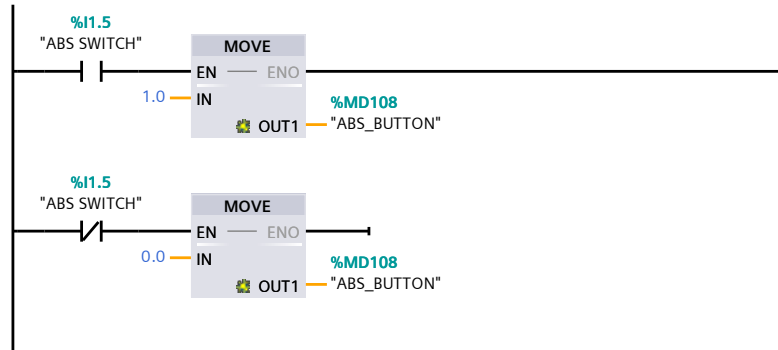 %I1.5
"ABS SWITCH"
MOVE
EN ENO
1.0 IN
%MD108
OUT1 "ABS_BUTTON"
%I1.5
"ABS SWITCH"
MOVE
EN ENO
0.0 IN
%MD108
OUT1 "ABS_BUTTON"